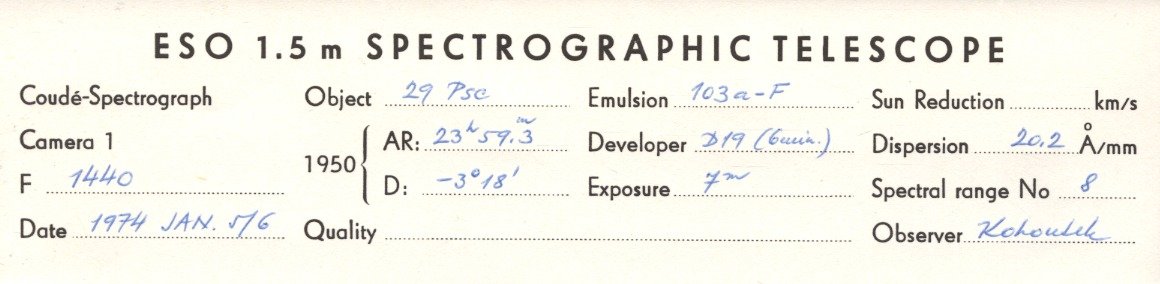 ESO 1.5 m SPECTROGRAPHIC TELESCOPE
Coudé-Spectrograph Object 29 Psc Emulsion 103a-F Sun Reduction km/s
Camera 1 1950 { AR: 23ʰ59.ᵐ3 Developer D19 (6min.) Dispersion 20.2 Å/mm
F 1440 D: -3°18' Exposure 7ᵐ Spectral range No 8
Date 1974 JAN. 5/6 Quality Observer Kohoutek